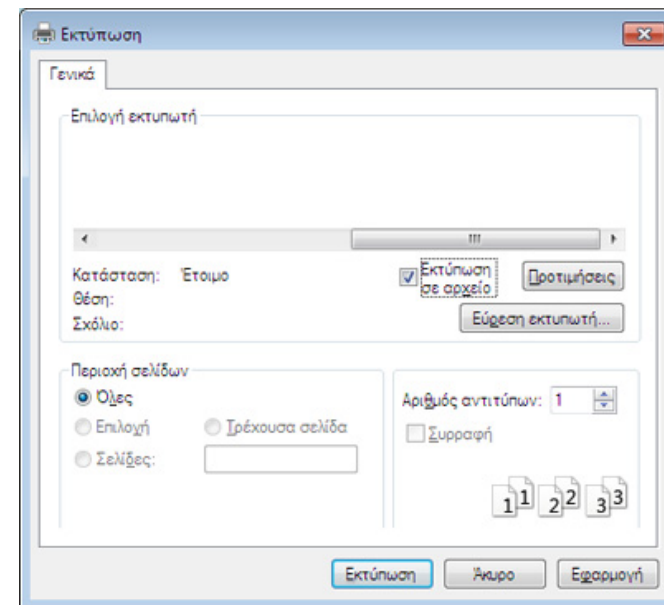 Εκτύπωση
Γενικά
Επιλογή εκτυπωτή
Κατάσταση: Έτοιμο
Εκτύπωση σε αρχείο
Προτιμήσεις
Θέση:
Σχόλιο:
Εύρεση εκτυπωτή...
Περιοχή σελίδων
Όλες
Επιλογή
Τρέχουσα σελίδα
Σελίδες:
Αριθμός αντιτύπων: 1
Συρραφή
1 1 2 2 3 3
Εκτύπωση Άκυρο Εφαρμογή